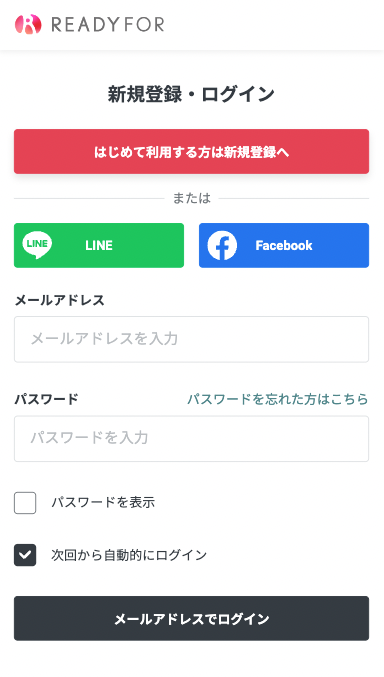 READYFOR
新規登録・ログイン
はじめて利用する方は新規登録へ
または
LINE LINE
Facebook
メールアドレス
メールアドレスを入力
パスワード パスワードを忘れた方はこちら
パスワードを入力
パスワードを表示
次回から自動的にログイン
メールアドレスでログイン